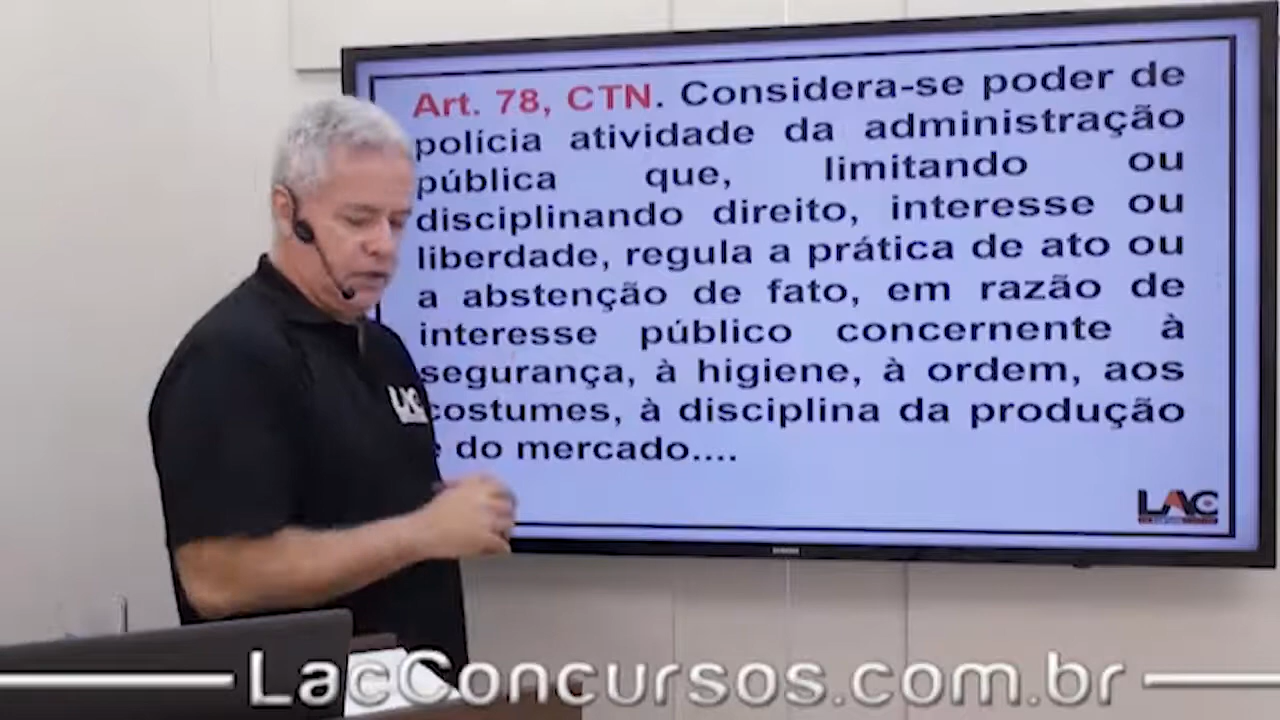 Art. 78, CTN. Considera-se poder de
polícia atividade da administração
pública que, limitando ou
disciplinando direito, interesse ou
liberdade, regula a prática de ato ou
a abstenção de fato, em razão de
interesse público concernente à
segurança, à higiene, à ordem, aos
costumes, à disciplina da produção
e do mercado....
LAC
LAC
SAMSUNG
LacConcursos.com.br